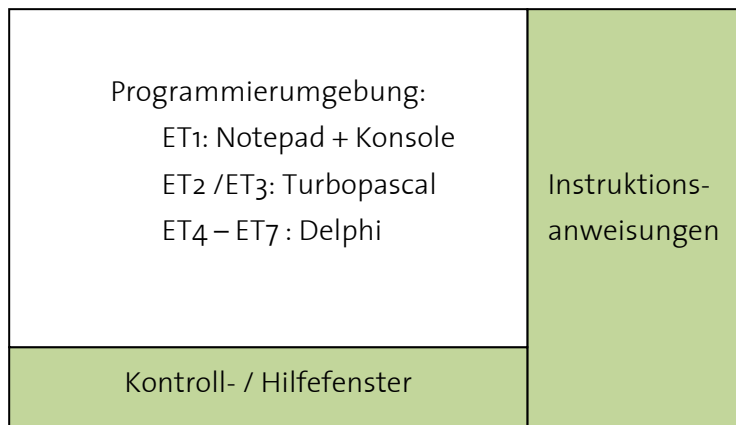 Programmierumgebung:
ET1: Notepad + Konsole
ET2 /ET3: Turbopascal
ET4 – ET7 : Delphi
Instruktions-
anweisungen
Kontroll- / Hilfefenster